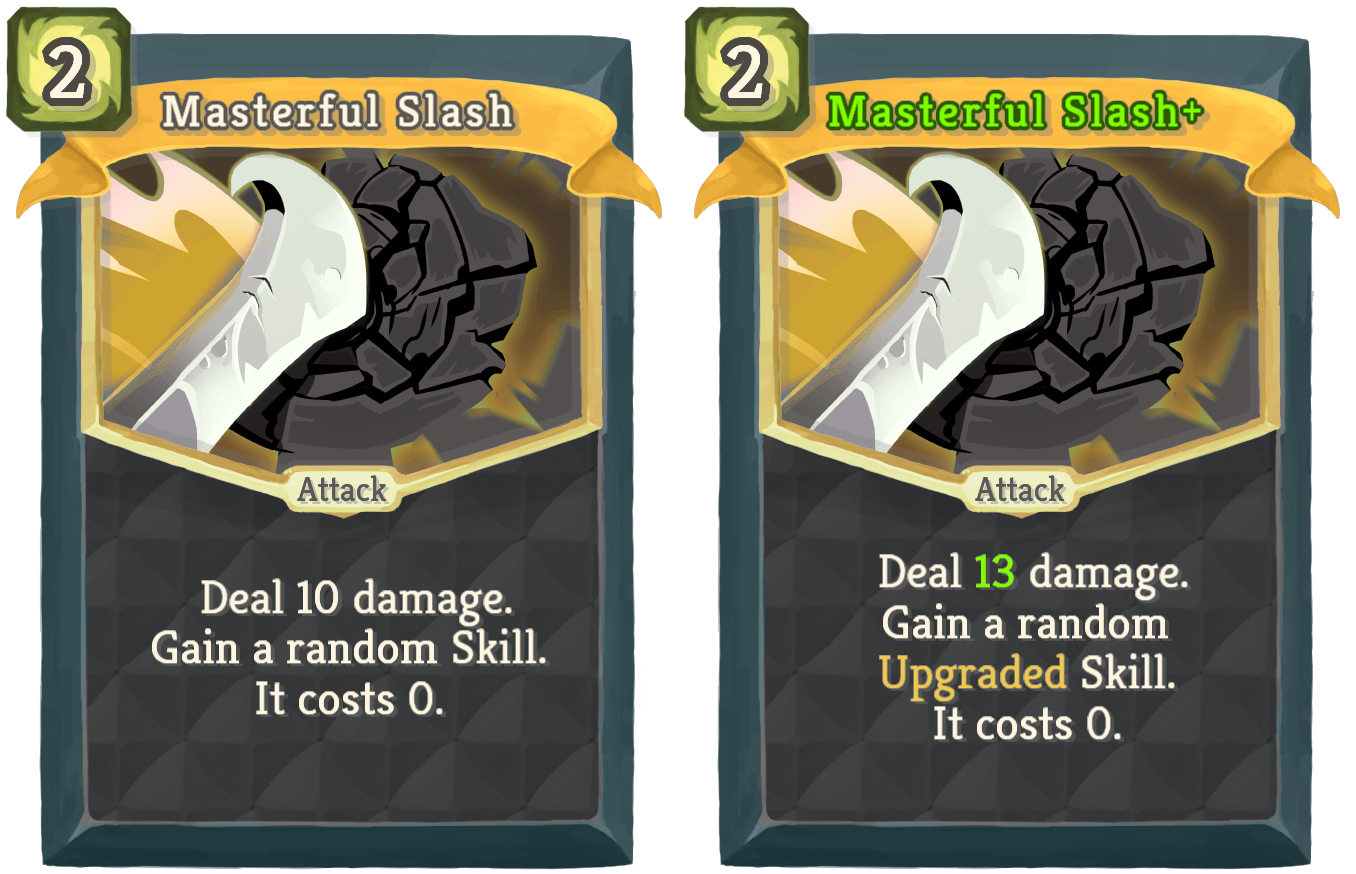 2
Masterful Slash
Attack
Deal 10 damage.
Gain a random Skill.
It costs 0.
2
Masterful Slash+
Attack
Deal 13 damage.
Gain a random
Upgraded Skill.
It costs 0.